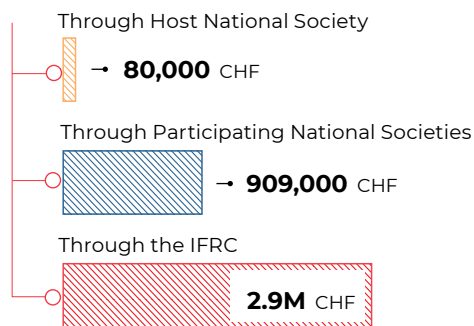 Through Host National Society
80,000 CHF
Through Participating National Societies
909,000 CHF
Through the IFRC
2.9M CHF